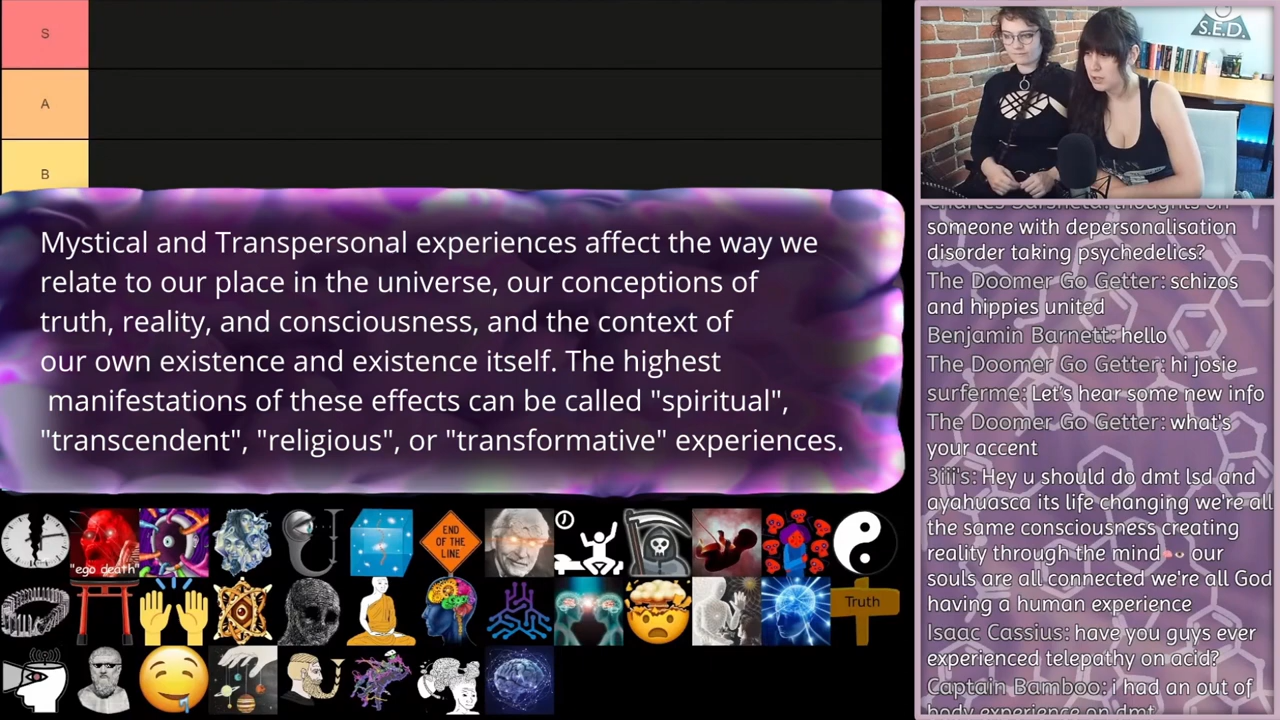 S
A
B
Mystical and Transpersonal experiences affect the way we
relate to our place in the universe, our conceptions of
truth, reality, and consciousness, and the context of
our own existence and existence itself. The highest
manifestations of these effects can be called "spiritual",
"transcendent", "religious", or "transformative" experiences.
"ego death"
END
OF
THE
LINE
Truth
S.E.D.
thoughts on
someone with depersonalisation
disorder taking psychedelics?
The Doomer Go Getter: schizos
and hippies united
Benjamin Barnett: hello
The Doomer Go Getter: hi josie
surferme: Let's hear some new info
The Doomer Go Getter: what's
your accent
3iii's: Hey u should do dmt lsd and
ayahuasca its life changing we're all
the same consciousness creating
reality through the mind👀 our
souls are all connected we're all God
having a human experience
Isaac Cassius: have you guys ever
experienced telepathy on acid?
Captain Bamboo: i had an out of
body experience on dmt